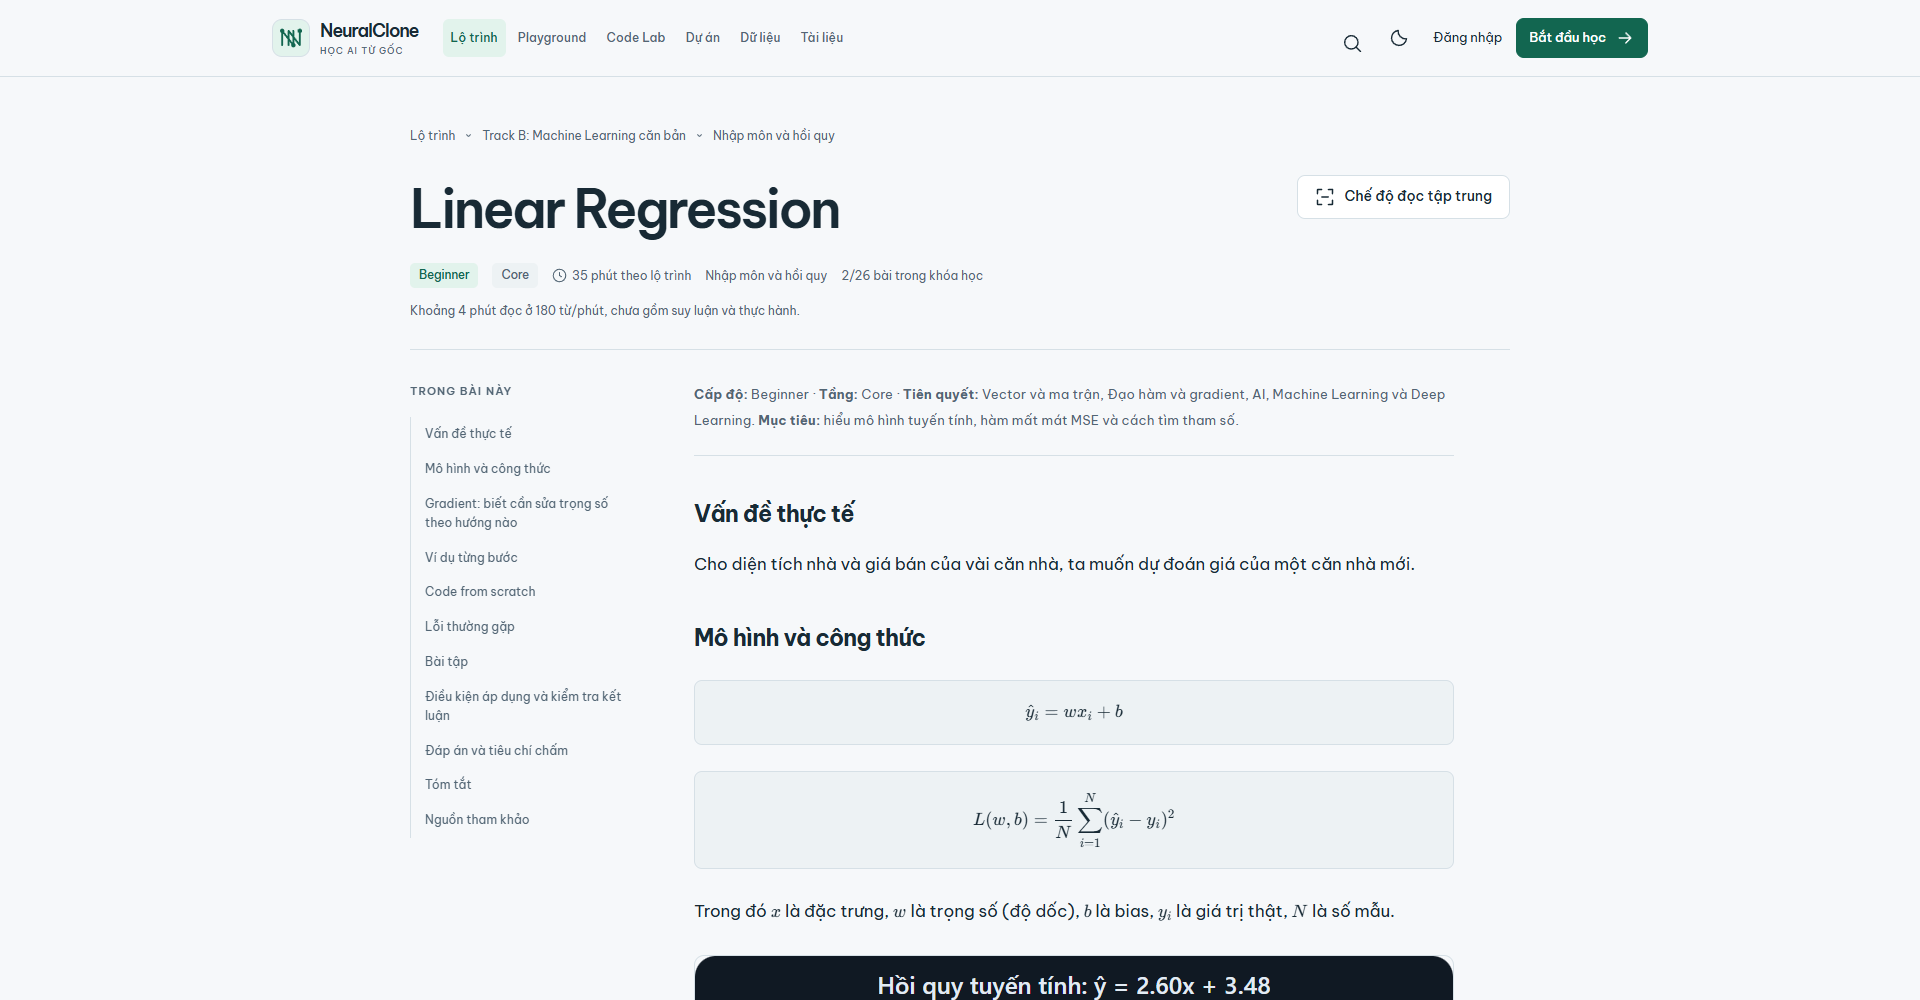 NeuralClone
HỌC AI TỪ GỐC
Lộ trình
Playground
Code Lab
Dự án
Dữ liệu
Tài liệu
Đăng nhập
Bắt đầu học
Lộ trình
Track B: Machine Learning căn bản
Nhập môn và hồi quy
Linear Regression
Chế độ đọc tập trung
Beginner
Core
35 phút theo lộ trình
Nhập môn và hồi quy
2/26 bài trong khóa học
Khoảng 4 phút đọc ở 180 từ/phút, chưa gồm suy luận và thực hành.
TRONG BÀI NÀY
Vấn đề thực tế
Mô hình và công thức
Gradient: biết cần sửa trọng số
theo hướng nào
Ví dụ từng bước
Code from scratch
Lỗi thường gặp
Bài tập
Điều kiện áp dụng và kiểm tra kết
luận
Đáp án và tiêu chí chấm
Tóm tắt
Nguồn tham khảo
Cấp độ: Beginner · Tầng: Core · Tiên quyết: Vector và ma trận, Đạo hàm và gradient, AI, Machine Learning và Deep
Learning. Mục tiêu: hiểu mô hình tuyến tính, hàm mất mát MSE và cách tìm tham số.
Vấn đề thực tế
Cho diện tích nhà và giá bán của vài căn nhà, ta muốn dự đoán giá của một căn nhà mới.
Mô hình và công thức
ŷᵢ = wxᵢ + b
L(w, b) = 1/N ∑ᵢ₌₁ᴺ (ŷᵢ − yᵢ)²
Trong đó x là đặc trưng, w là trọng số (độ dốc), b là bias, yᵢ là giá trị thật, N là số mẫu.
Hồi quy tuyến tính: ŷ = 2.60x + 3.48